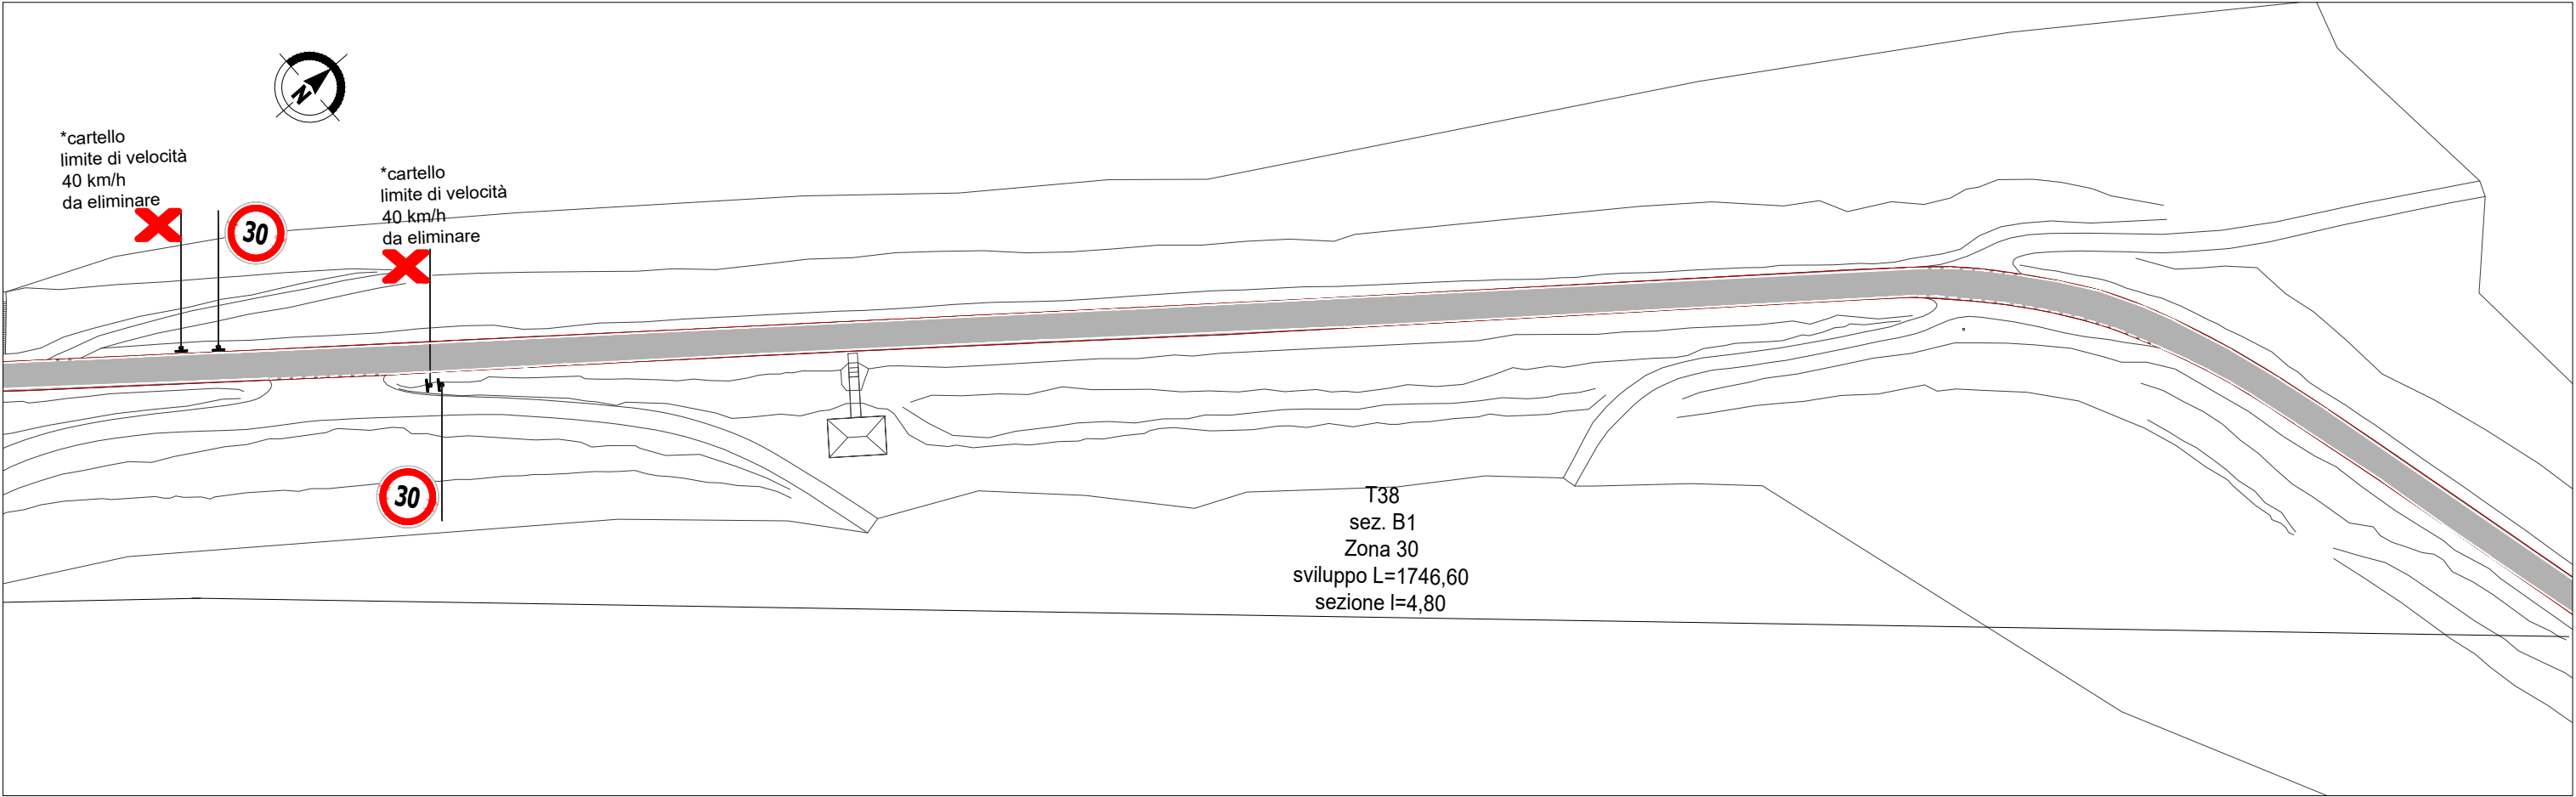 N
*cartello
limite di velocità
40 km/h
da eliminare
30
*cartello
limite di velocità
40 km/h
da eliminare
30
T38
sez. B1
Zona 30
sviluppo L=1746,60
sezione l=4,80